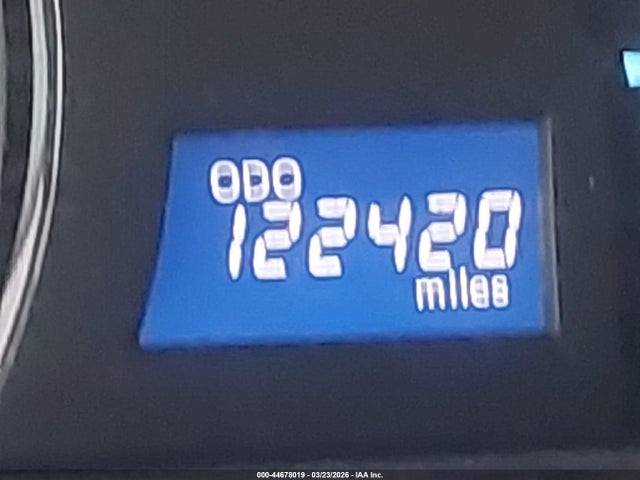 ODO
122420
miles
000-44678019 - 03/23/2026 - IAA Inc.